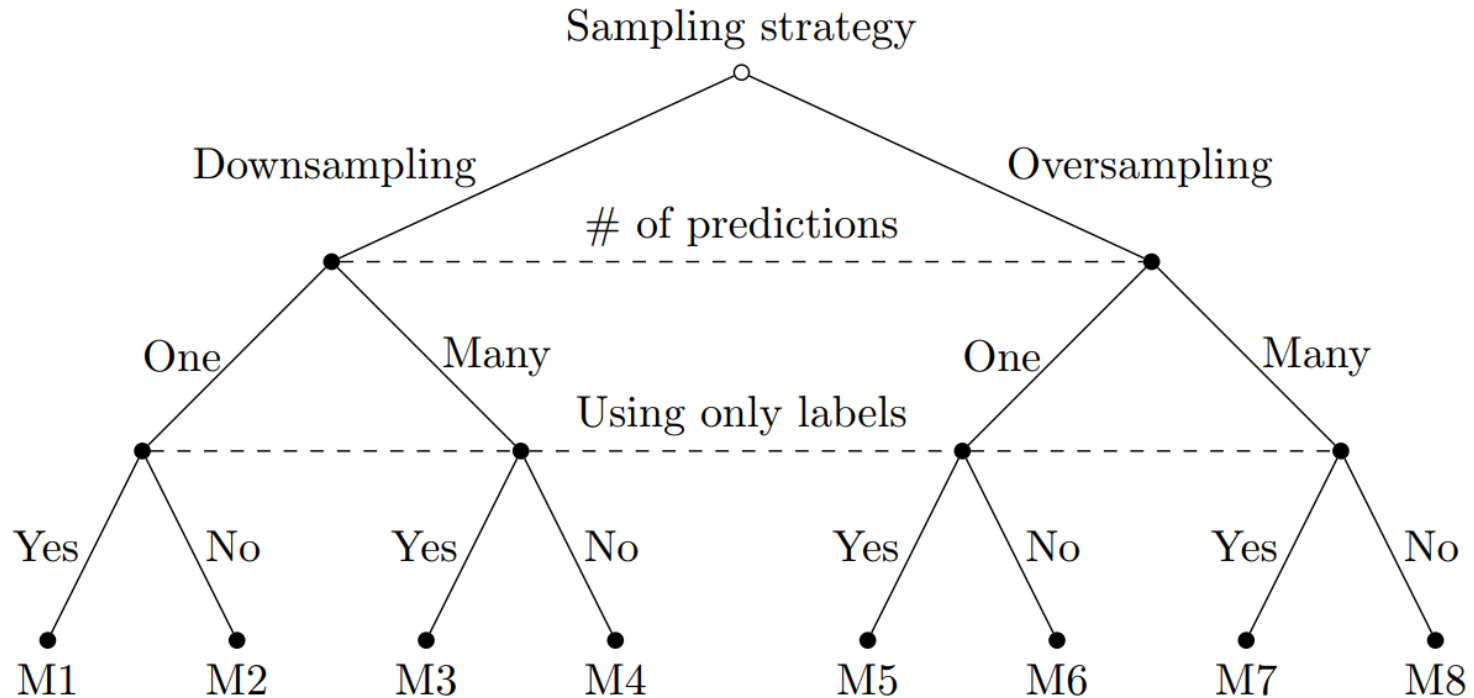 Sampling strategy
Downsampling
Oversampling
# of predictions
One
Many
One
Many
Using only labels
Yes
No
Yes
No
Yes
No
Yes
No
M1
M2
M3
M4
M5
M6
M7
M8